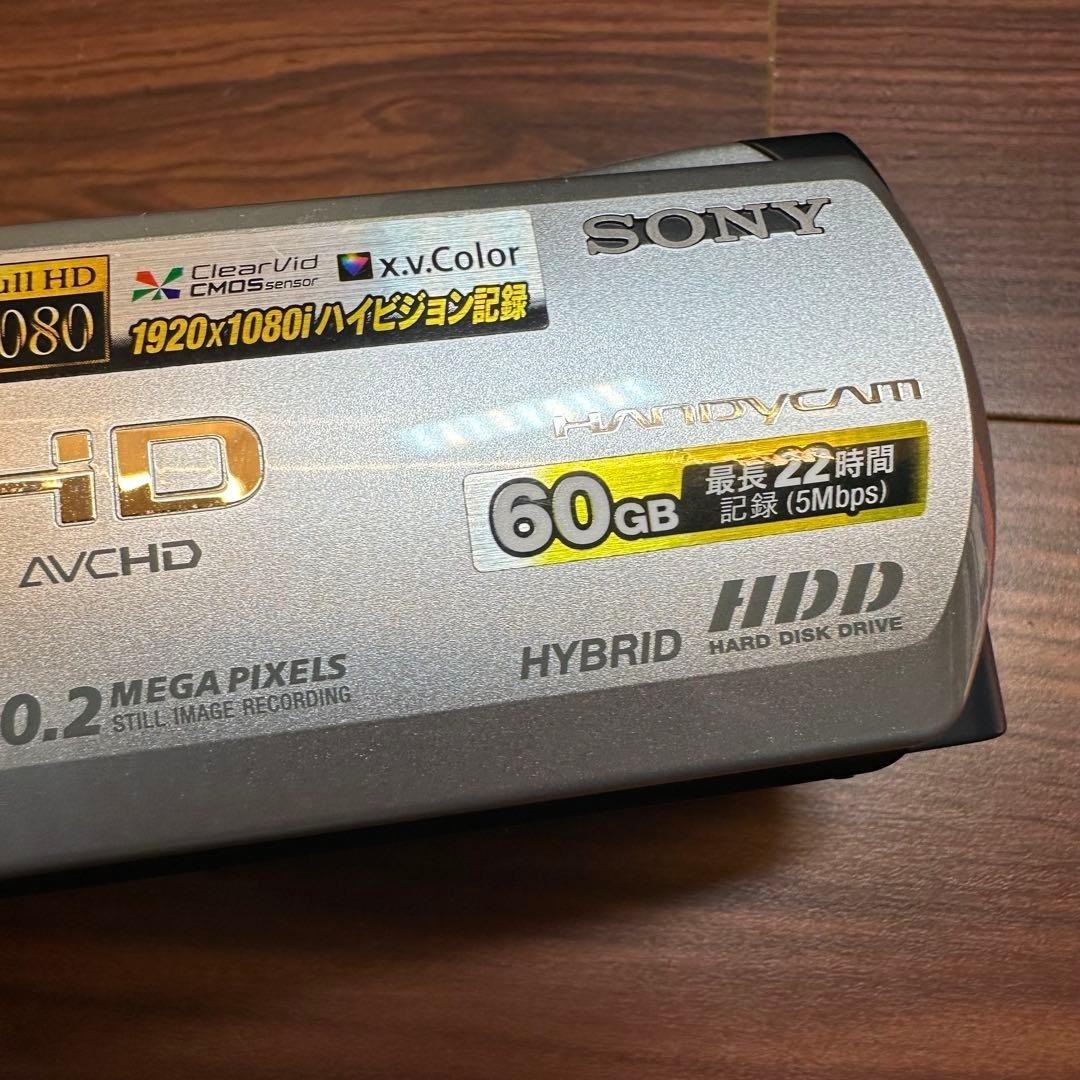 SONY
ull HD
080
ClearVid
CMOS sensor
x.v.Color
1920x1080iハイビジョン記録
HANDYCAM
HD
AVCHD
60GB
最長22時間
記録(5Mbps)
HYBRID
HDD
HARD DISK DRIVE
0.2 MEGA PIXELS
STILL IMAGE RECORDING